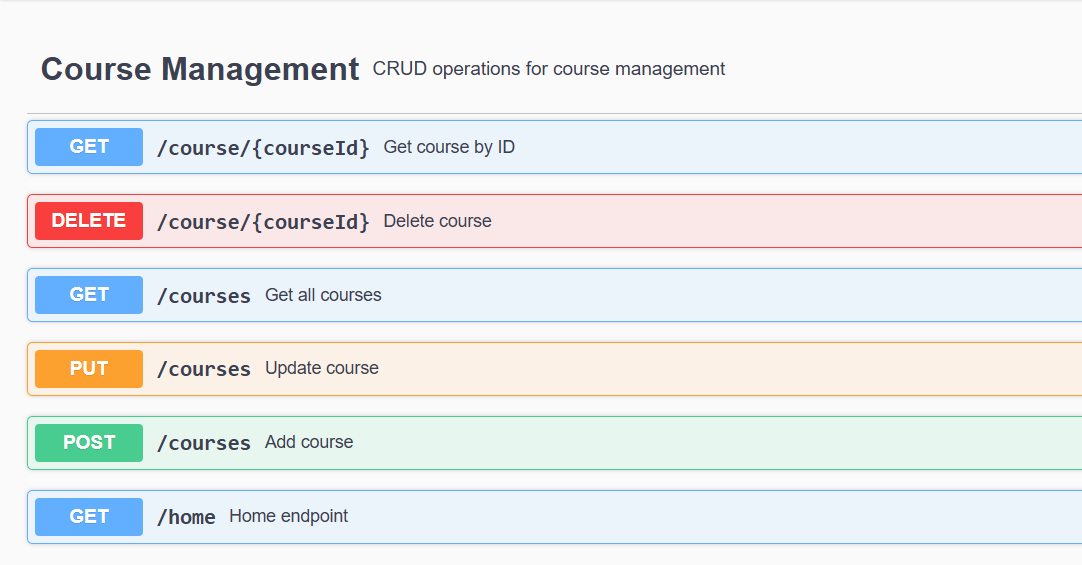 Course Management CRUD operations for course management
GET /course/{courseId} Get course by ID
DELETE /course/{courseId} Delete course
GET /courses Get all courses
PUT /courses Update course
POST /courses Add course
GET /home Home endpoint